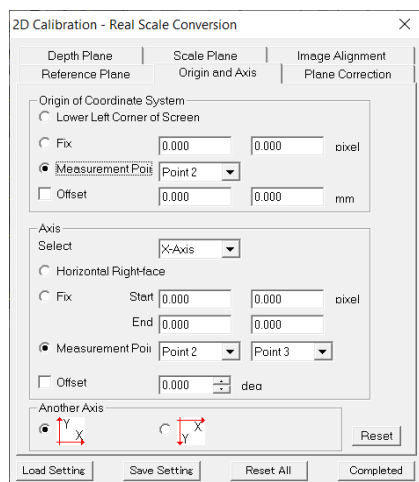 2D Calibration - Real Scale Conversion
Depth Plane Scale Plane Image Alignment
Reference Plane Origin and Axis Plane Correction
Origin of Coordinate System
Lower Left Corner of Screen
Fix 0.000 0.000 pixel
Measurement Poin Point 2
Offset 0.000 0.000 mm
Axis
Select X-Axis
Horizontal Right-face
Fix Start 0.000 0.000 pixel
End 0.000 0.000
Measurement Poin Point 2 Point 3
Offset 0.000 deg
Another Axis
Y X Y X Reset
Load Setting Save Setting Reset All Completed